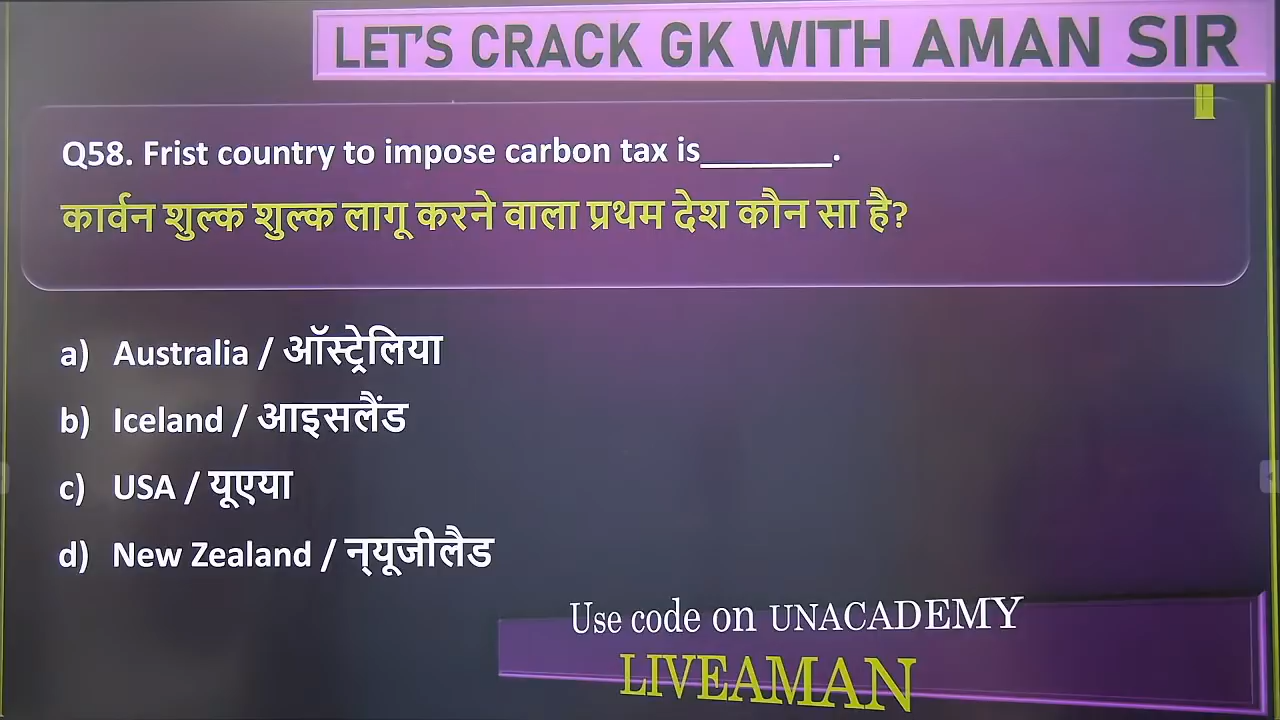 LET'S CRACK GK WITH AMAN SIR
Q58. Frist country to impose carbon tax is________.
कार्वन शुल्क शुल्क लागू करने वाला प्रथम देश कौन सा है?
a) Australia / ऑस्ट्रेलिया
b) Iceland / आइसलैंड
c) USA / यूएया
d) New Zealand / न्यूजीलैड
Use code on UNACADEMY
LIVEAMAN